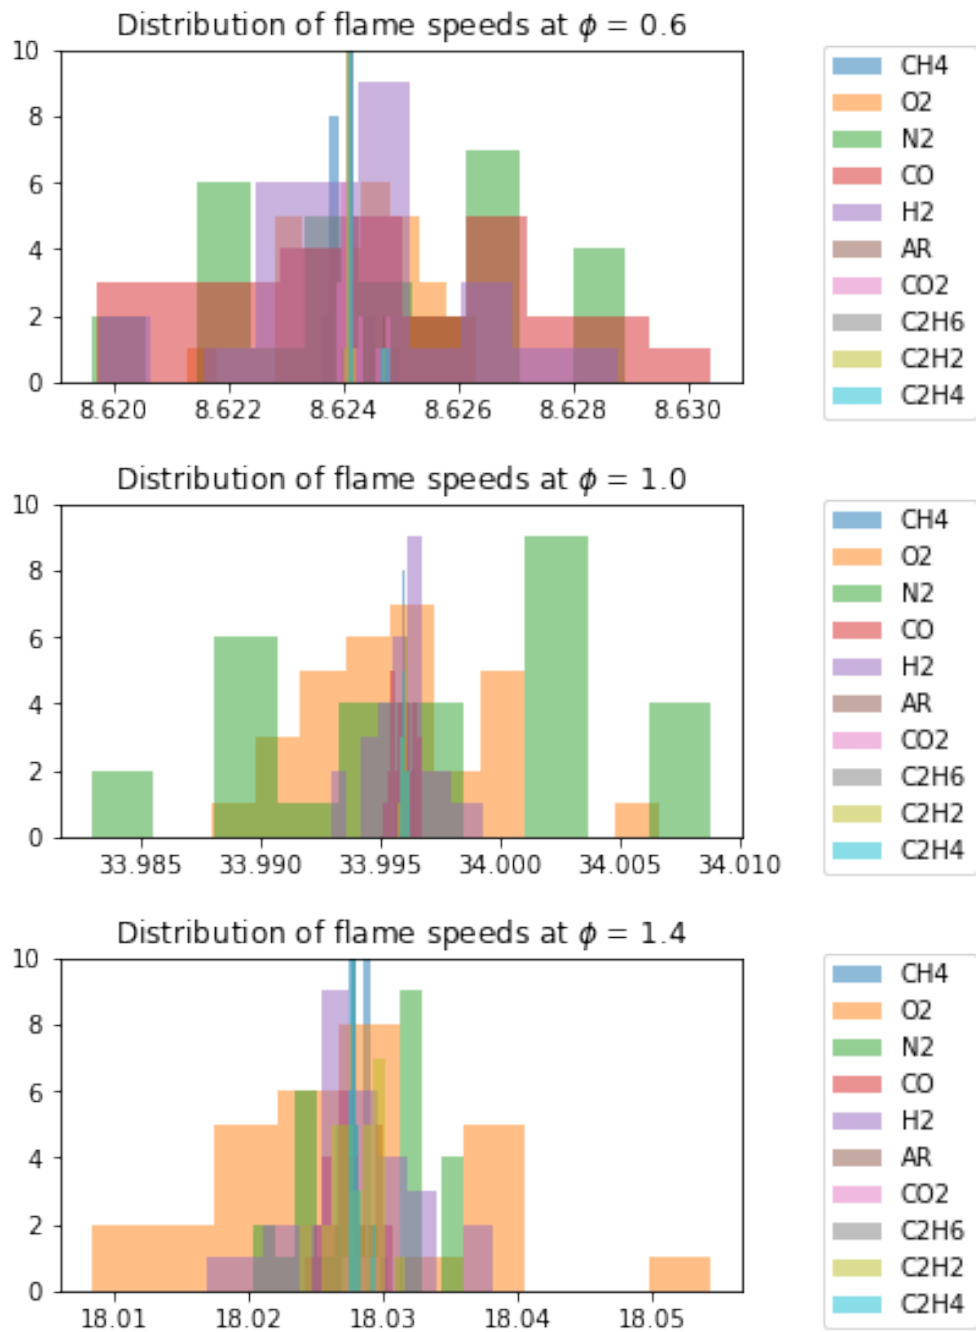 Distribution of flame speeds at ϕ = 0.6
10
8
6
4
2
0
8.620 8.622 8.624 8.626 8.628 8.630
CH4
O2
N2
CO
H2
AR
CO2
C2H6
C2H2
C2H4
Distribution of flame speeds at ϕ = 1.0
10
8
6
4
2
0
33.985 33.990 33.995 34.000 34.005 34.010
CH4
O2
N2
CO
H2
AR
CO2
C2H6
C2H2
C2H4
Distribution of flame speeds at ϕ = 1.4
10
8
6
4
2
0
18.01 18.02 18.03 18.04 18.05
CH4
O2
N2
CO
H2
AR
CO2
C2H6
C2H2
C2H4